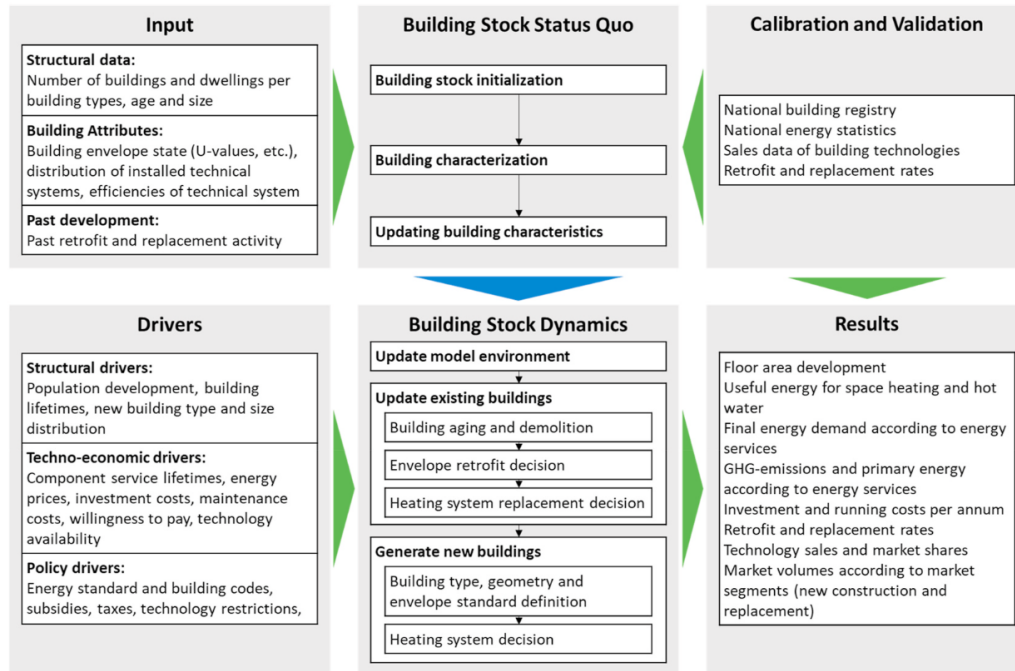 Input
Structural data:
Number of buildings and dwellings per
building types, age and size
Building Attributes:
Building envelope state (U-values, etc.),
distribution of installed technical
systems, efficiencies of technical system
Past development:
Past retrofit and replacement activity
Building Stock Status Quo
Building stock initialization
Building characterization
Updating building characteristics
Calibration and Validation
National building registry
National energy statistics
Sales data of building technologies
Retrofit and replacement rates
Drivers
Structural drivers:
Population development, building
lifetimes, new building type and size
distribution
Techno-economic drivers:
Component service lifetimes, energy
prices, investment costs, maintenance
costs, willingness to pay, technology
availability
Policy drivers:
Energy standard and building codes,
subsidies, taxes, technology restrictions,
Building Stock Dynamics
Update model environment
Update existing buildings
Building aging and demolition
Envelope retrofit decision
Heating system replacement decision
Generate new buildings
Building type, geometry and
envelope standard definition
Heating system decision
Results
Floor area development
Useful energy for space heating and hot
water
Final energy demand according to energy
services
GHG-emissions and primary energy
according to energy services
Investment and running costs per annum
Retrofit and replacement rates
Technology sales and market shares
Market volumes according to market
segments (new construction and
replacement)